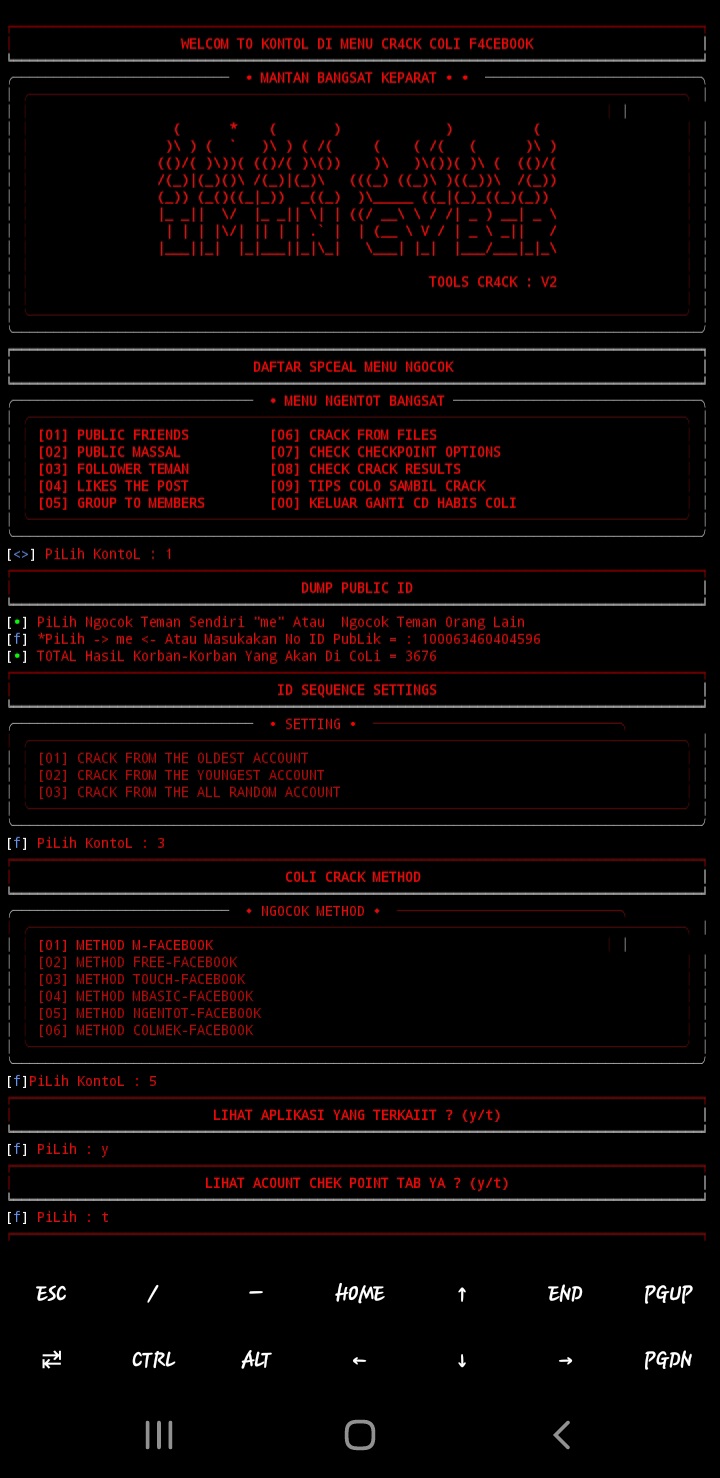 WELCOM TO KONTOL DI MENU CR4CK COLI F4CEBOOK
• MANTAN BANGSAT KEPARAT • •
IMIN CYBER
TOOLS CR4CK : V2
DAFTAR SPCEAL MENU NGOCOK
• MENU NGENTOT BANGSAT
[01] PUBLIC FRIENDS [06] CRACK FROM FILES
[02] PUBLIC MASSAL [07] CHECK CHECKPOINT OPTIONS
[03] FOLLOWER TEMAN [08] CHECK CRACK RESULTS
[04] LIKES THE POST [09] TIPS COLO SAMBIL CRACK
[05] GROUP TO MEMBERS [00] KELUAR GANTI CD HABIS COLI
[<>] PiLih KontoL : 1
DUMP PUBLIC ID
[•] PiLih Ngocok Teman Sendiri "me" Atau Ngocok Teman Orang Lain
[f] *PiLih -> me <- Atau Masukakan No ID PubLik = : 100063460404596
[•] TOTAL HasiL Korban-Korban Yang Akan Di CoLi = 3676
ID SEQUENCE SETTINGS
• SETTING •
[01] CRACK FROM THE OLDEST ACCOUNT
[02] CRACK FROM THE YOUNGEST ACCOUNT
[03] CRACK FROM THE ALL RANDOM ACCOUNT
[f] PiLih KontoL : 3
COLI CRACK METHOD
• NGOCOK METHOD •
[01] METHOD M-FACEBOOK
[02] METHOD FREE-FACEBOOK
[03] METHOD TOUCH-FACEBOOK
[04] METHOD MBASIC-FACEBOOK
[05] METHOD NGENTOT-FACEBOOK
[06] METHOD COLMEK-FACEBOOK
[f]PiLih KontoL : 5
LIHAT APLIKASI YANG TERKAIIT ? (y/t)
[f] PiLih : y
LIHAT ACOUNT CHEK POINT TAB YA ? (y/t)
[f] PiLih : t
ESC / — HOME ↑ END PGUP
⇄ CTRL ALT ← ↓ → PGDN